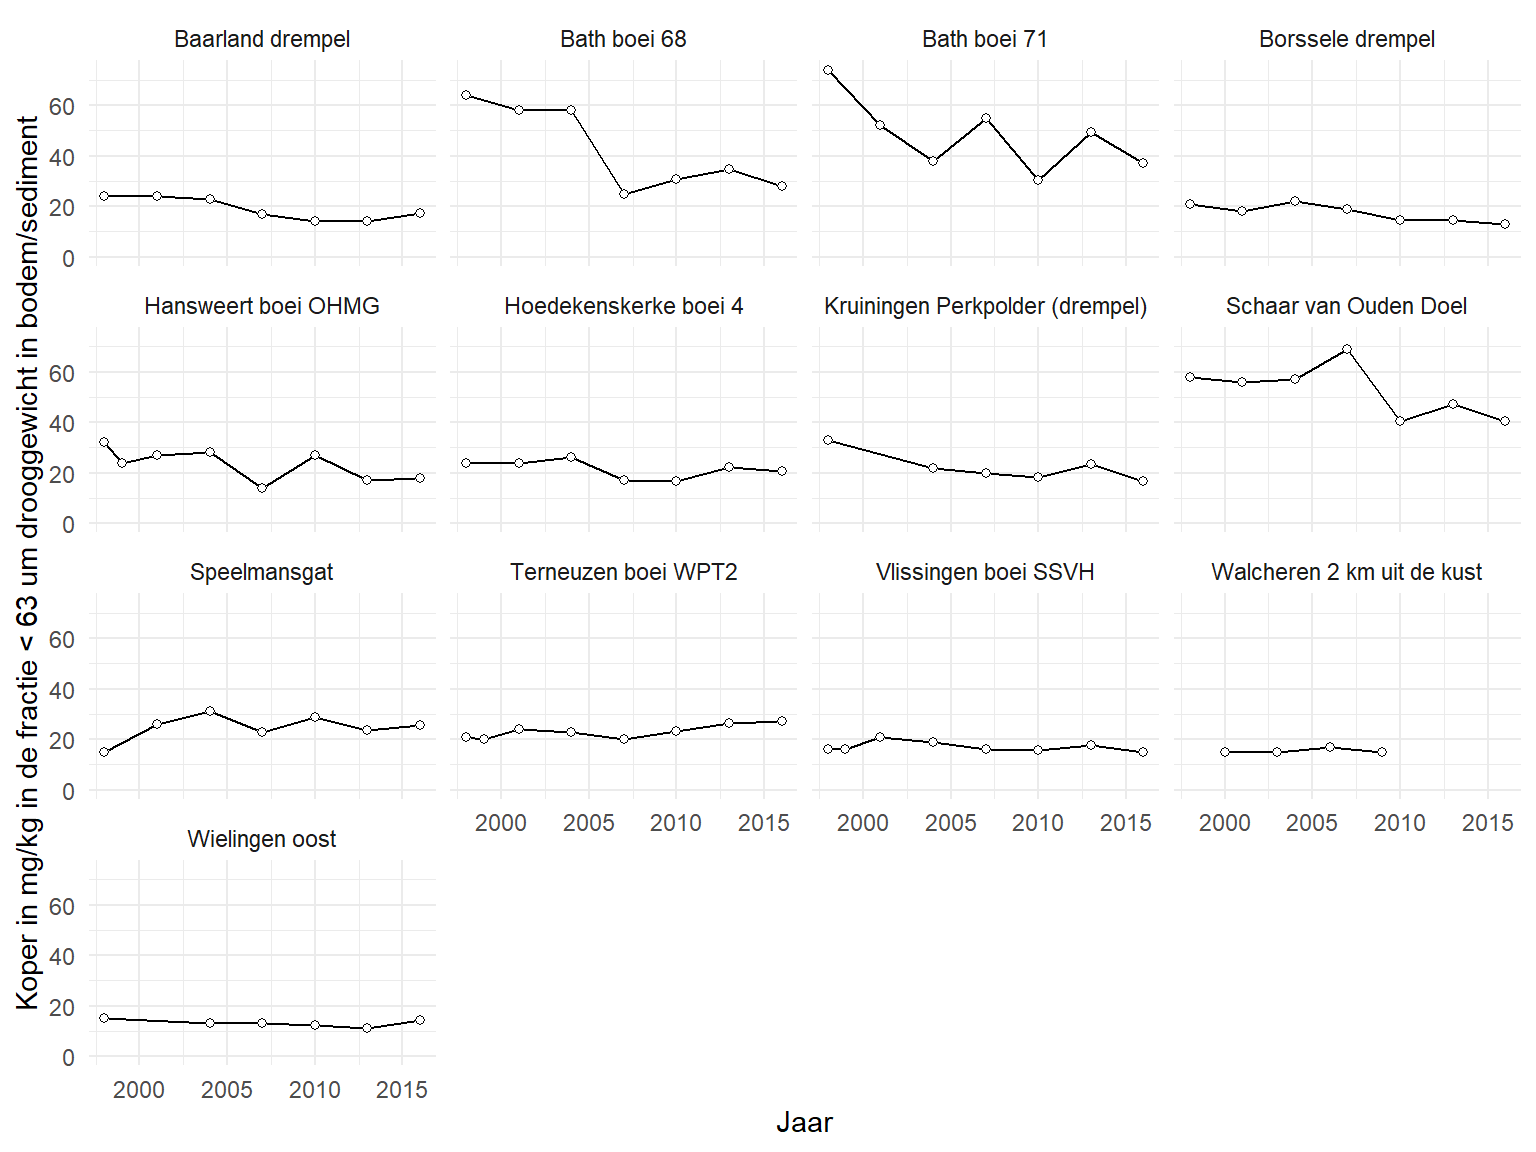 Koper in mg/kg in de fractie < 63 um drooggewicht in bodem/sediment
Baarland drempel
Bath boei 68
Bath boei 71
Borssele drempel
60
40
20
0
Hansweert boei OHMG
Hoedekenskerke boei 4
Kruiningen Perkpolder (drempel)
Schaar van Ouden Doel
60
40
20
0
Speelmansgat
Terneuzen boei WPT2
Vlissingen boei SSVH
Walcheren 2 km uit de kust
60
40
20
0
2000 2005 2010 2015
2000 2005 2010 2015
2000 2005 2010 2015
Wielingen oost
60
40
20
0
2000 2005 2010 2015
Jaar